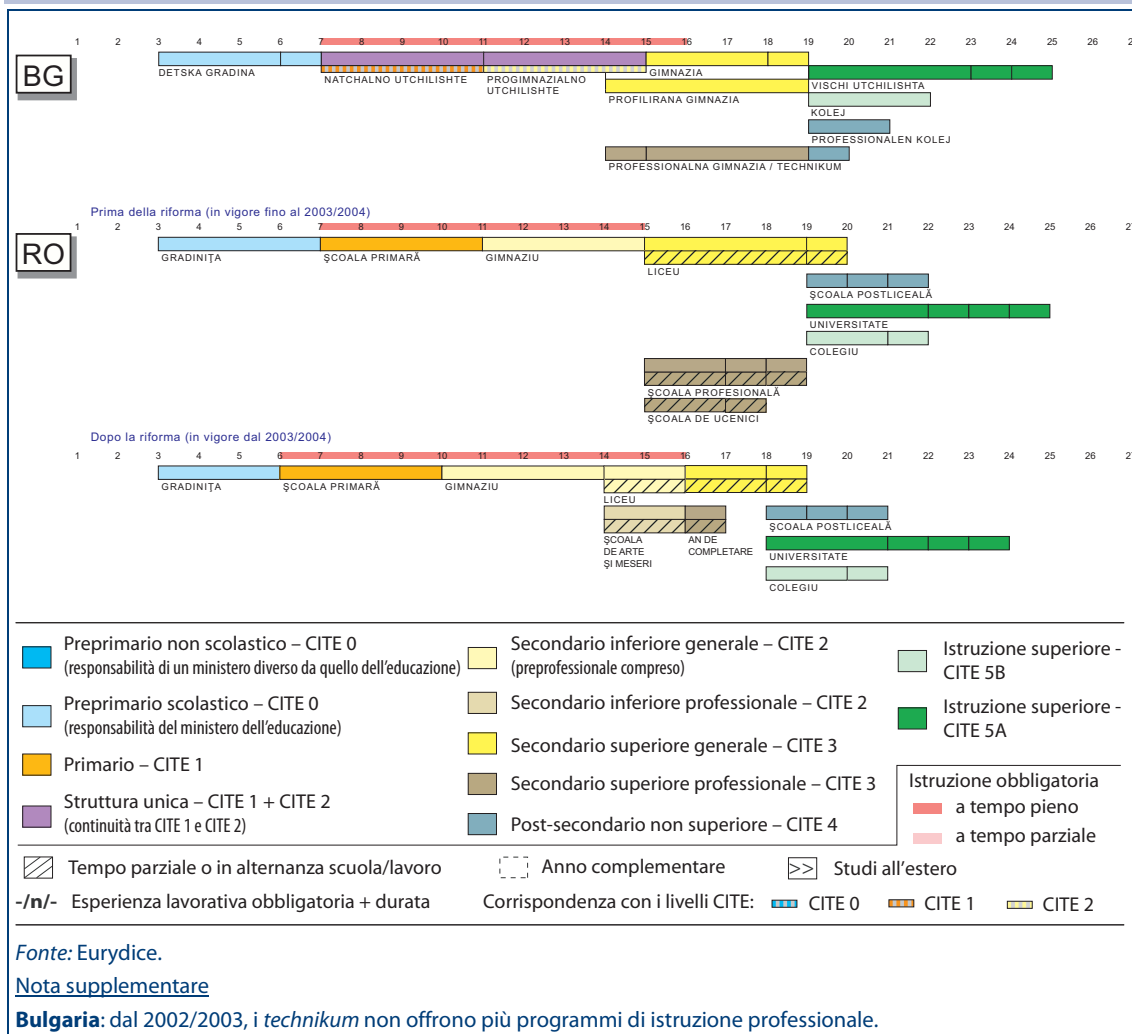 1 2 3 4 5 6 7 8 9 10 11 12 13 14 15 16 17 18 19 20 21 22 23 24 25 26 27
BG
DETSKA GRADINA
NATCHALNO UTCHILISHTE
PROGIMNAZIALNO
UTCHILISHTE
GIMNAZIA
PROFILIRANA GIMNAZIA
VISCHI UTCHILISHTA
KOLEJ
PROFESSIONALEN KOLEJ
PROFESSIONALNA GIMNAZIA / TECHNIKUM
Prima della riforma (in vigore fino al 2003/2004)
1 2 3 4 5 6 7 8 9 10 11 12 13 14 15 16 17 18 19 20 21 22 23 24 25 26 27
RO
GRADINIŢA
ŞCOALA PRIMARĂ
GIMNAZIU
LICEU
ŞCOALA POSTLICEALĂ
UNIVERSITATE
COLEGIU
ŞCOALA PROFESIONALĂ
ŞCOALA DE UCENICI
Dopo la riforma (in vigore dal 2003/2004)
1 2 3 4 5 6 7 8 9 10 11 12 13 14 15 16 17 18 19 20 21 22 23 24 25 26 27
GRADINIŢA
ŞCOALA PRIMARĂ
GIMNAZIU
LICEU
ŞCOALA
DE ARTE
ŞI MESERI
AN DE
COMPLETARE
ŞCOALA POSTLICEALĂ
UNIVERSITATE
COLEGIU
Preprimario non scolastico – CITE 0
(responsabilità di un ministero diverso da quello dell'educazione)
Preprimario scolastico – CITE 0
(responsabilità del ministero dell'educazione)
Primario – CITE 1
Struttura unica – CITE 1 + CITE 2
(continuità tra CITE 1 e CITE 2)
Secondario inferiore generale – CITE 2
(preprofessionale compreso)
Secondario inferiore professionale – CITE 2
Secondario superiore generale – CITE 3
Secondario superiore professionale – CITE 3
Post-secondario non superiore – CITE 4
Istruzione superiore -
CITE 5B
Istruzione superiore -
CITE 5A
Istruzione obbligatoria
a tempo pieno
a tempo parziale
Tempo parziale o in alternanza scuola/lavoro
Anno complementare
>> Studi all'estero
-/n/- Esperienza lavorativa obbligatoria + durata
Corrispondenza con i livelli CITE: CITE 0 CITE 1 CITE 2
Fonte: Eurydice.
Nota supplementare
Bulgaria: dal 2002/2003, i technikum non offrono più programmi di istruzione professionale.